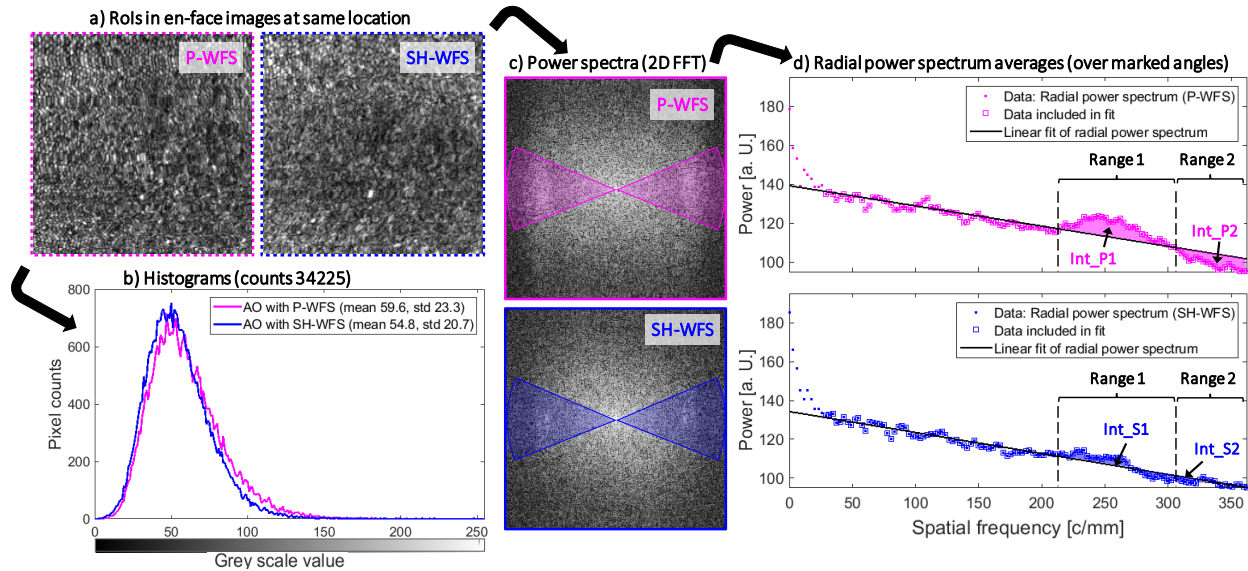 a) RoIs in en-face images at same location
P-WFS
SH-WFS
b) Histograms (counts 34225)
800
700
600
500
400
300
200
100
0
Pixel counts
AO with P-WFS (mean 59.6, std 23.3)
AO with SH-WFS (mean 54.8, std 20.7)
0 50 100 150 200 250
Grey scale value
c) Power spectra (2D FFT)
P-WFS
SH-WFS
d) Radial power spectrum averages (over marked angles)
180
160
140
120
100
Power [a. U.]
Data: Radial power spectrum (P-WFS)
Data included in fit
Linear fit of radial power spectrum
Range 1
Range 2
Int_P1
Int_P2
180
160
140
120
100
Power [a. U.]
Data: Radial power spectrum (SH-WFS)
Data included in fit
Linear fit of radial power spectrum
Range 1
Range 2
Int_S1
Int_S2
0 50 100 150 200 250 300 350
Spatial frequency [c/mm]